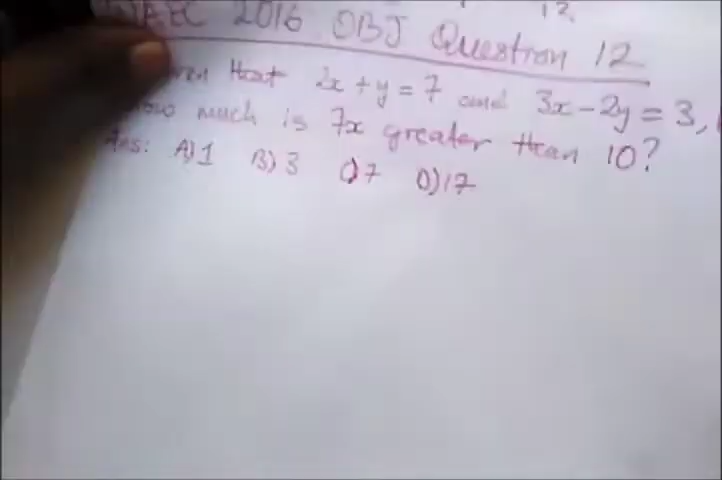 12.
2016 OBJ Question 12
that 2x + y = 7 and 3x - 2y = 3,
much is 7x greater than 10?
Ans: A) 1 B) 3 C) 7 D) 17